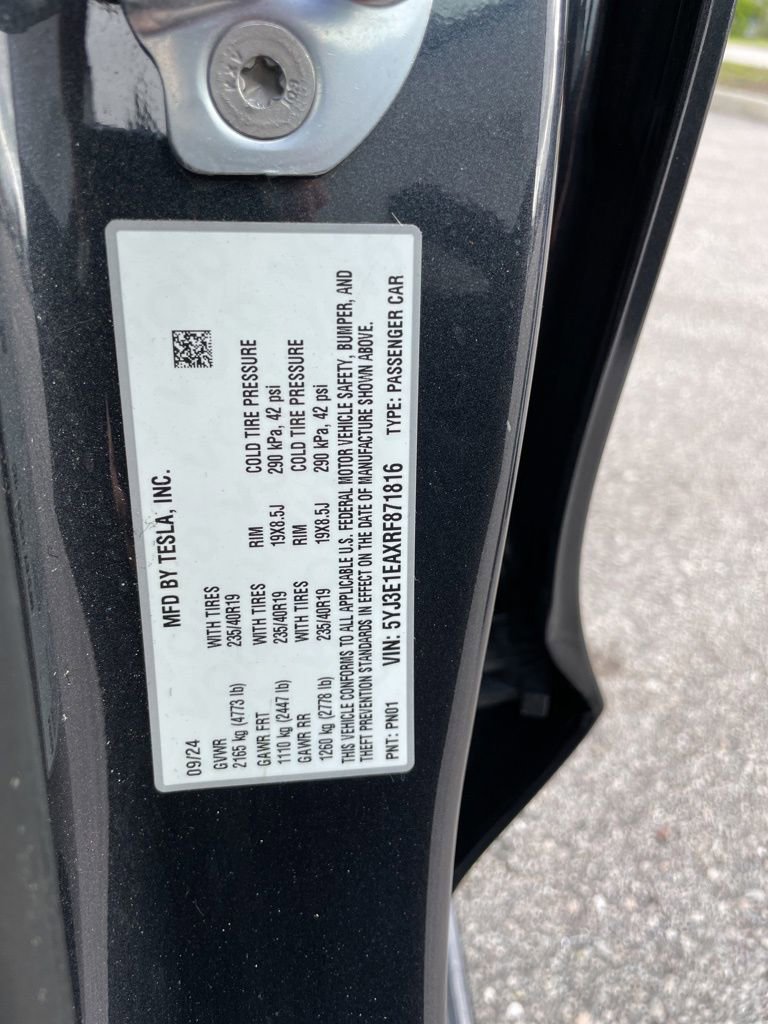 MFD BY TESLA, INC.
09/24
GVWR WITH TIRES
2165 kg (4773 lb) 235/40R19
GAWR FRT WITH TIRES RIM COLD TIRE PRESSURE
1110 kg (2447 lb) 235/40R19 19X8.5J 290 kPa, 42 psi
GAWR RR WITH TIRES RIM COLD TIRE PRESSURE
1260 kg (2778 lb) 235/40R19 19X8.5J 290 kPa, 42 psi
THIS VEHICLE CONFORMS TO ALL APPLICABLE U.S. FEDERAL MOTOR VEHICLE SAFETY, BUMPER, AND
THEFT PREVENTION STANDARDS IN EFFECT ON THE DATE OF MANUFACTURE SHOWN ABOVE.
PNT: PN01 VIN: 5YJ3E1EAXRF871816 TYPE: PASSENGER CAR